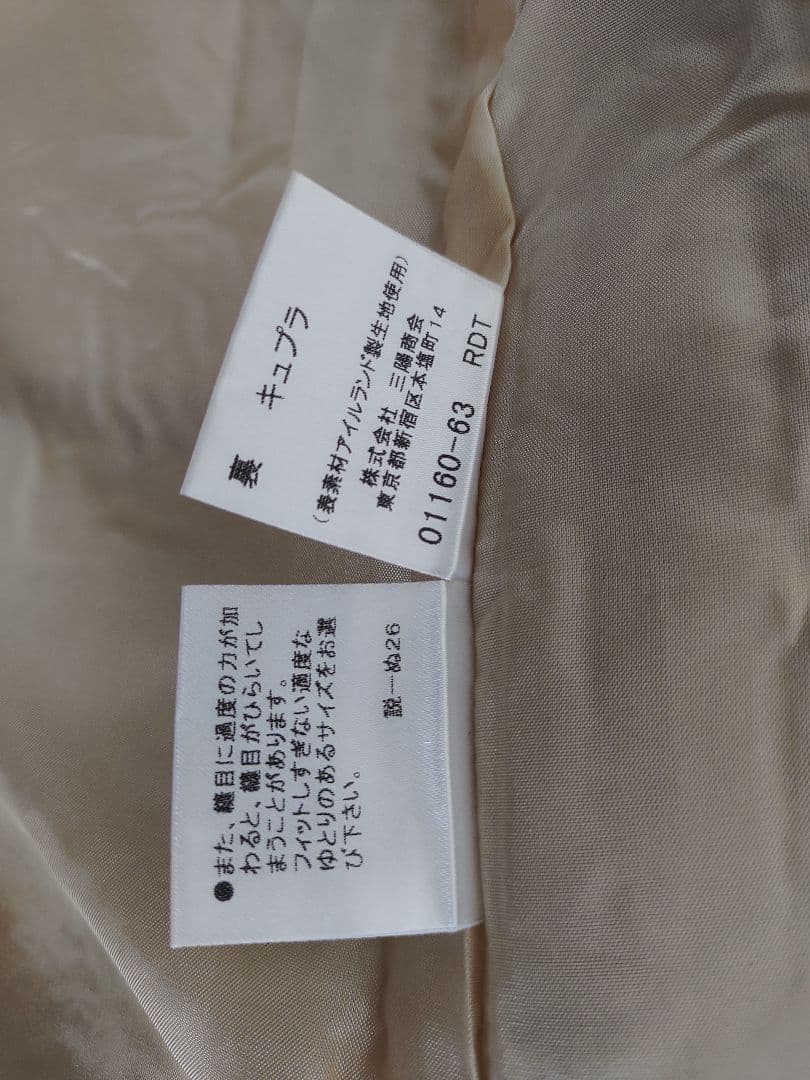 裏　キュプラ
(表素材アイルランド製生地使用)
株式会社 三陽商会
東京都新宿区本塩町14
01160-63 RDT
●また、縫目に過度の力が加
わると、縫目がひらいてし
まうことがあります。
フィットしすぎない適度な
ゆとりのあるサイズをお選
び下さい。
説ーぬ26